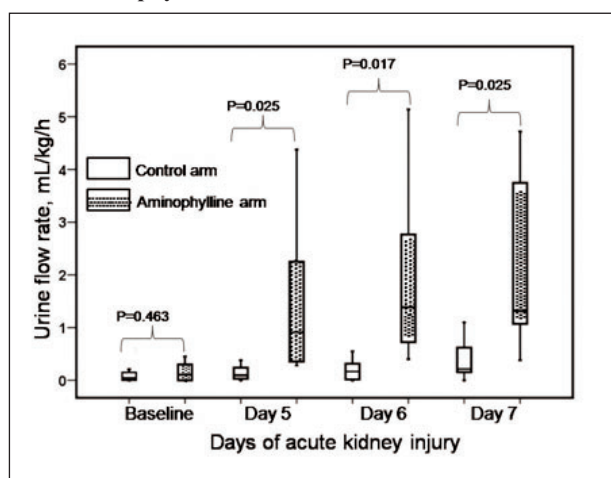 6
P=0.017
P=0.025
P=0.025
5
Control arm
4
Aminophylline arm
3
2
P=0.463
1
0
Urine flow rate, mL/kg/h
Baseline Day 5 Day 6 Day 7
Days of acute kidney injury